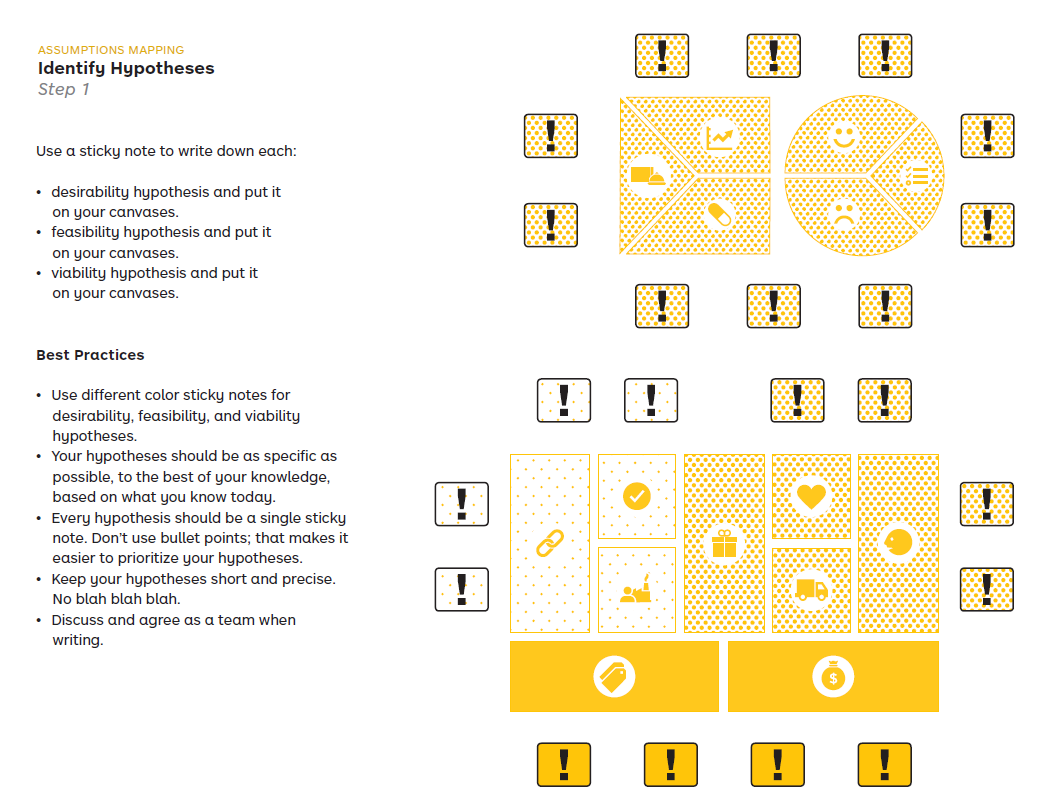 ASSUMPTIONS MAPPING
Identify Hypotheses
Step 1
Use a sticky note to write down each:
• desirability hypothesis and put it
on your canvases.
• feasibility hypothesis and put it
on your canvases.
• viability hypothesis and put it
on your canvases.
Best Practices
• Use different color sticky notes for
desirability, feasibility, and viability
hypotheses.
• Your hypotheses should be as specific as
possible, to the best of your knowledge,
based on what you know today.
• Every hypothesis should be a single sticky
note. Don’t use bullet points; that makes it
easier to prioritize your hypotheses.
• Keep your hypotheses short and precise.
No blah blah blah.
• Discuss and agree as a team when
writing.
! ! !
! !
! !
! ! !
! ! ! !
! !
! !
$
! ! ! !